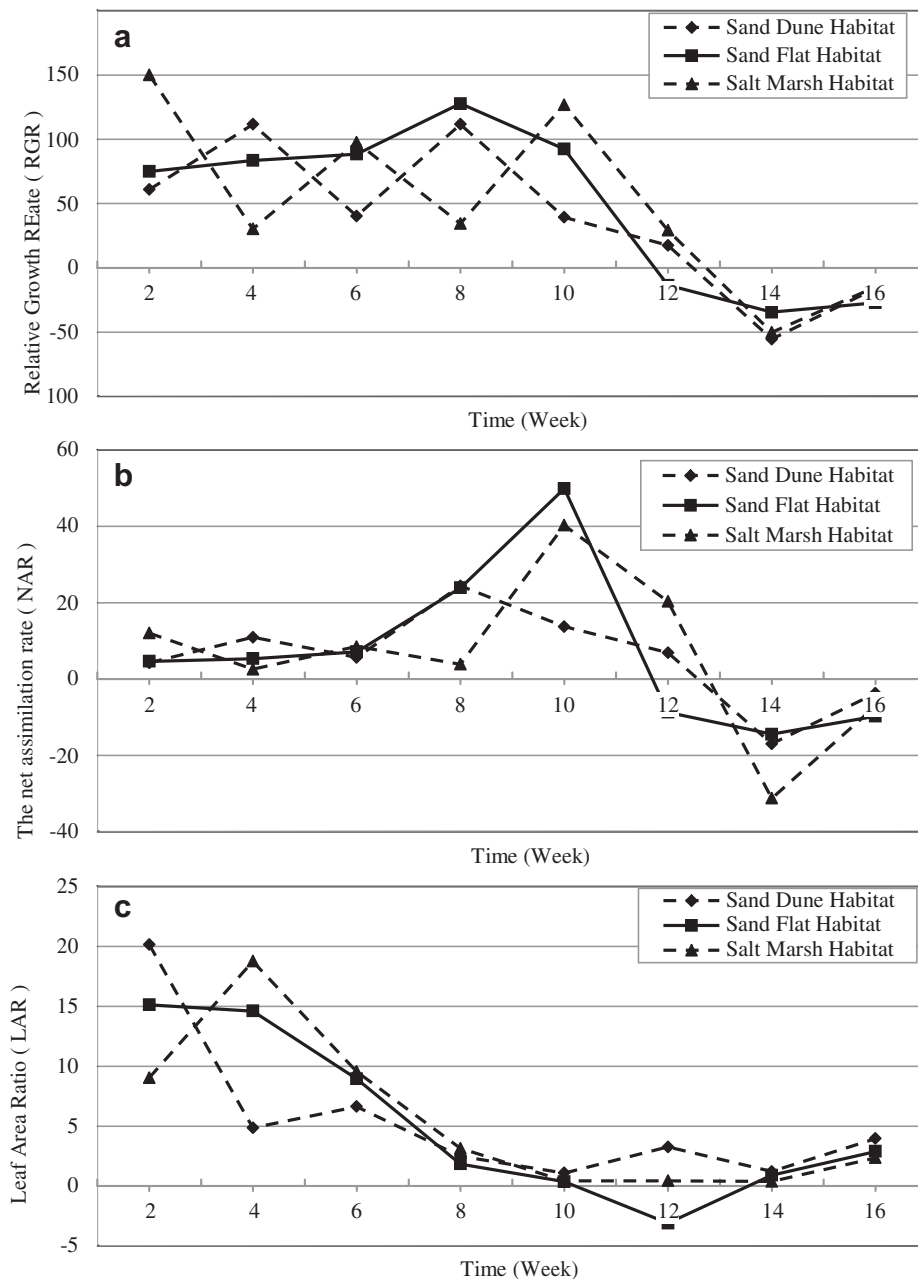 a
Sand Dune Habitat
Sand Flat Habitat
Salt Marsh Habitat
150
100
50
0
-50
100
2 4 6 8 10 12 14 16
Relative Growth REate ( RGR )
Time (Week)
b
Sand Dune Habitat
Sand Flat Habitat
Salt Marsh Habitat
60
40
20
0
-20
-40
2 4 6 8 10 12 14 16
The net assimilation rate ( NAR )
Time (Week)
c
Sand Dune Habitat
Sand Flat Habitat
Salt Marsh Habitat
25
20
15
10
5
0
-5
2 4 6 8 10 12 14 16
Leaf Area Ratio ( LAR )
Time (Week)